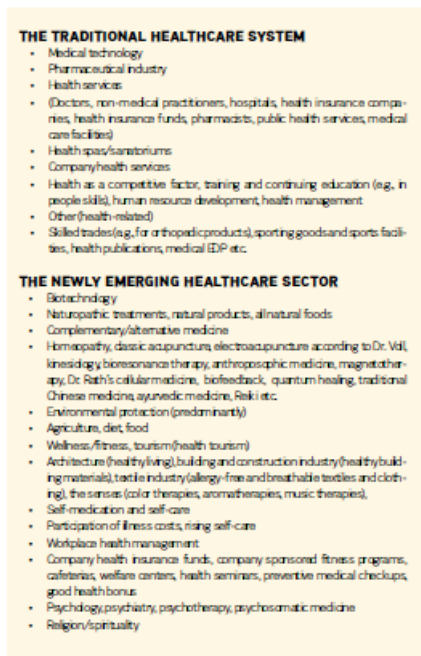 THE TRADITIONAL HEALTHCARE SYSTEM
• Medical technology
• Pharmaceutical industry
• Health services
• (Doctors, non-medical practitioners, hospitals, health insurance compa-
nies, health insurance funds, pharmacists, public health services, medical
care facilities)
• Health spas/sanatoriums
• Company health services
• Health as a competitive factor, training and continuing education (e.g., in
people skills), human resource development, health management
• Other (health-related)
• Skilled trades (e.g., for orthopedic products), sporting goods and sports facili-
ties, health publications, medical EDP etc.
THE NEWLY EMERGING HEALTHCARE SECTOR
• Biotechnology
• Naturopathic treatments, natural products, all natural foods
• Complementary/alternative medicine
• Homeopathy, classic acupuncture, electroacupuncture according to Dr. Voll,
kinesiology, bioresonance therapy, anthroposophic medicine, magnetother-
apy, Dr. Rath's cellular medicine, biofeedback, quantum healing, traditional
Chinese medicine, ayurvedic medicine, Reiki etc.
• Environmental protection (predominantly)
• Agriculture, diet, food
• Wellness/fitness, tourism (health tourism)
• Architecture (healthy living), building and construction industry (healthy build-
ing materials), textile industry (allergy-free and breathable textiles and cloth-
ing), the senses (color therapies, aromatherapies, music therapies),
• Self-medication and self-care
• Participation of illness costs, rising self-care
• Workplace health management
• Company health insurance funds, company sponsored fitness programs,
cafeterias, welfare centers, health seminars, preventive medical checkups,
good health bonus
• Psychology, psychiatry, psychotherapy, psychosomatic medicine
• Religion/spirituality